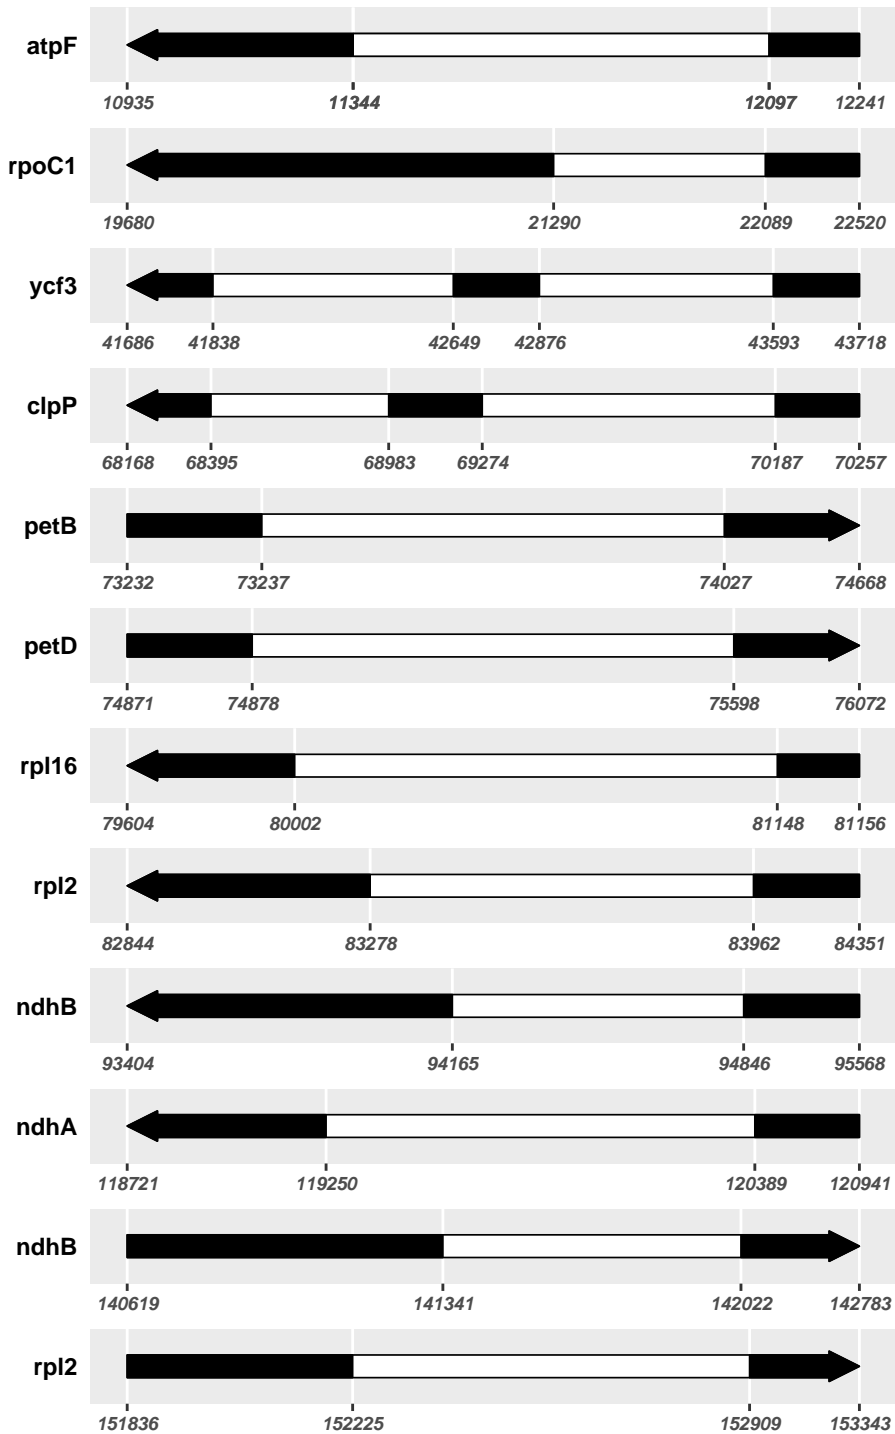 atpF
10935 11344 12097 12241
rpoC1
19680 21290 22089 22520
ycf3
41686 41838 42649 42876 43593 43718
clpP
68168 68395 68983 69274 70187 70257
petB
73232 73237 74027 74668
petD
74871 74878 75598 76072
rpl16
79604 80002 81148 81156
rpl2
82844 83278 83962 84351
ndhB
93404 94165 94846 95568
ndhA
118721 119250 120389 120941
ndhB
140619 141341 142022 142783
rpl2
151836 152225 152909 153343